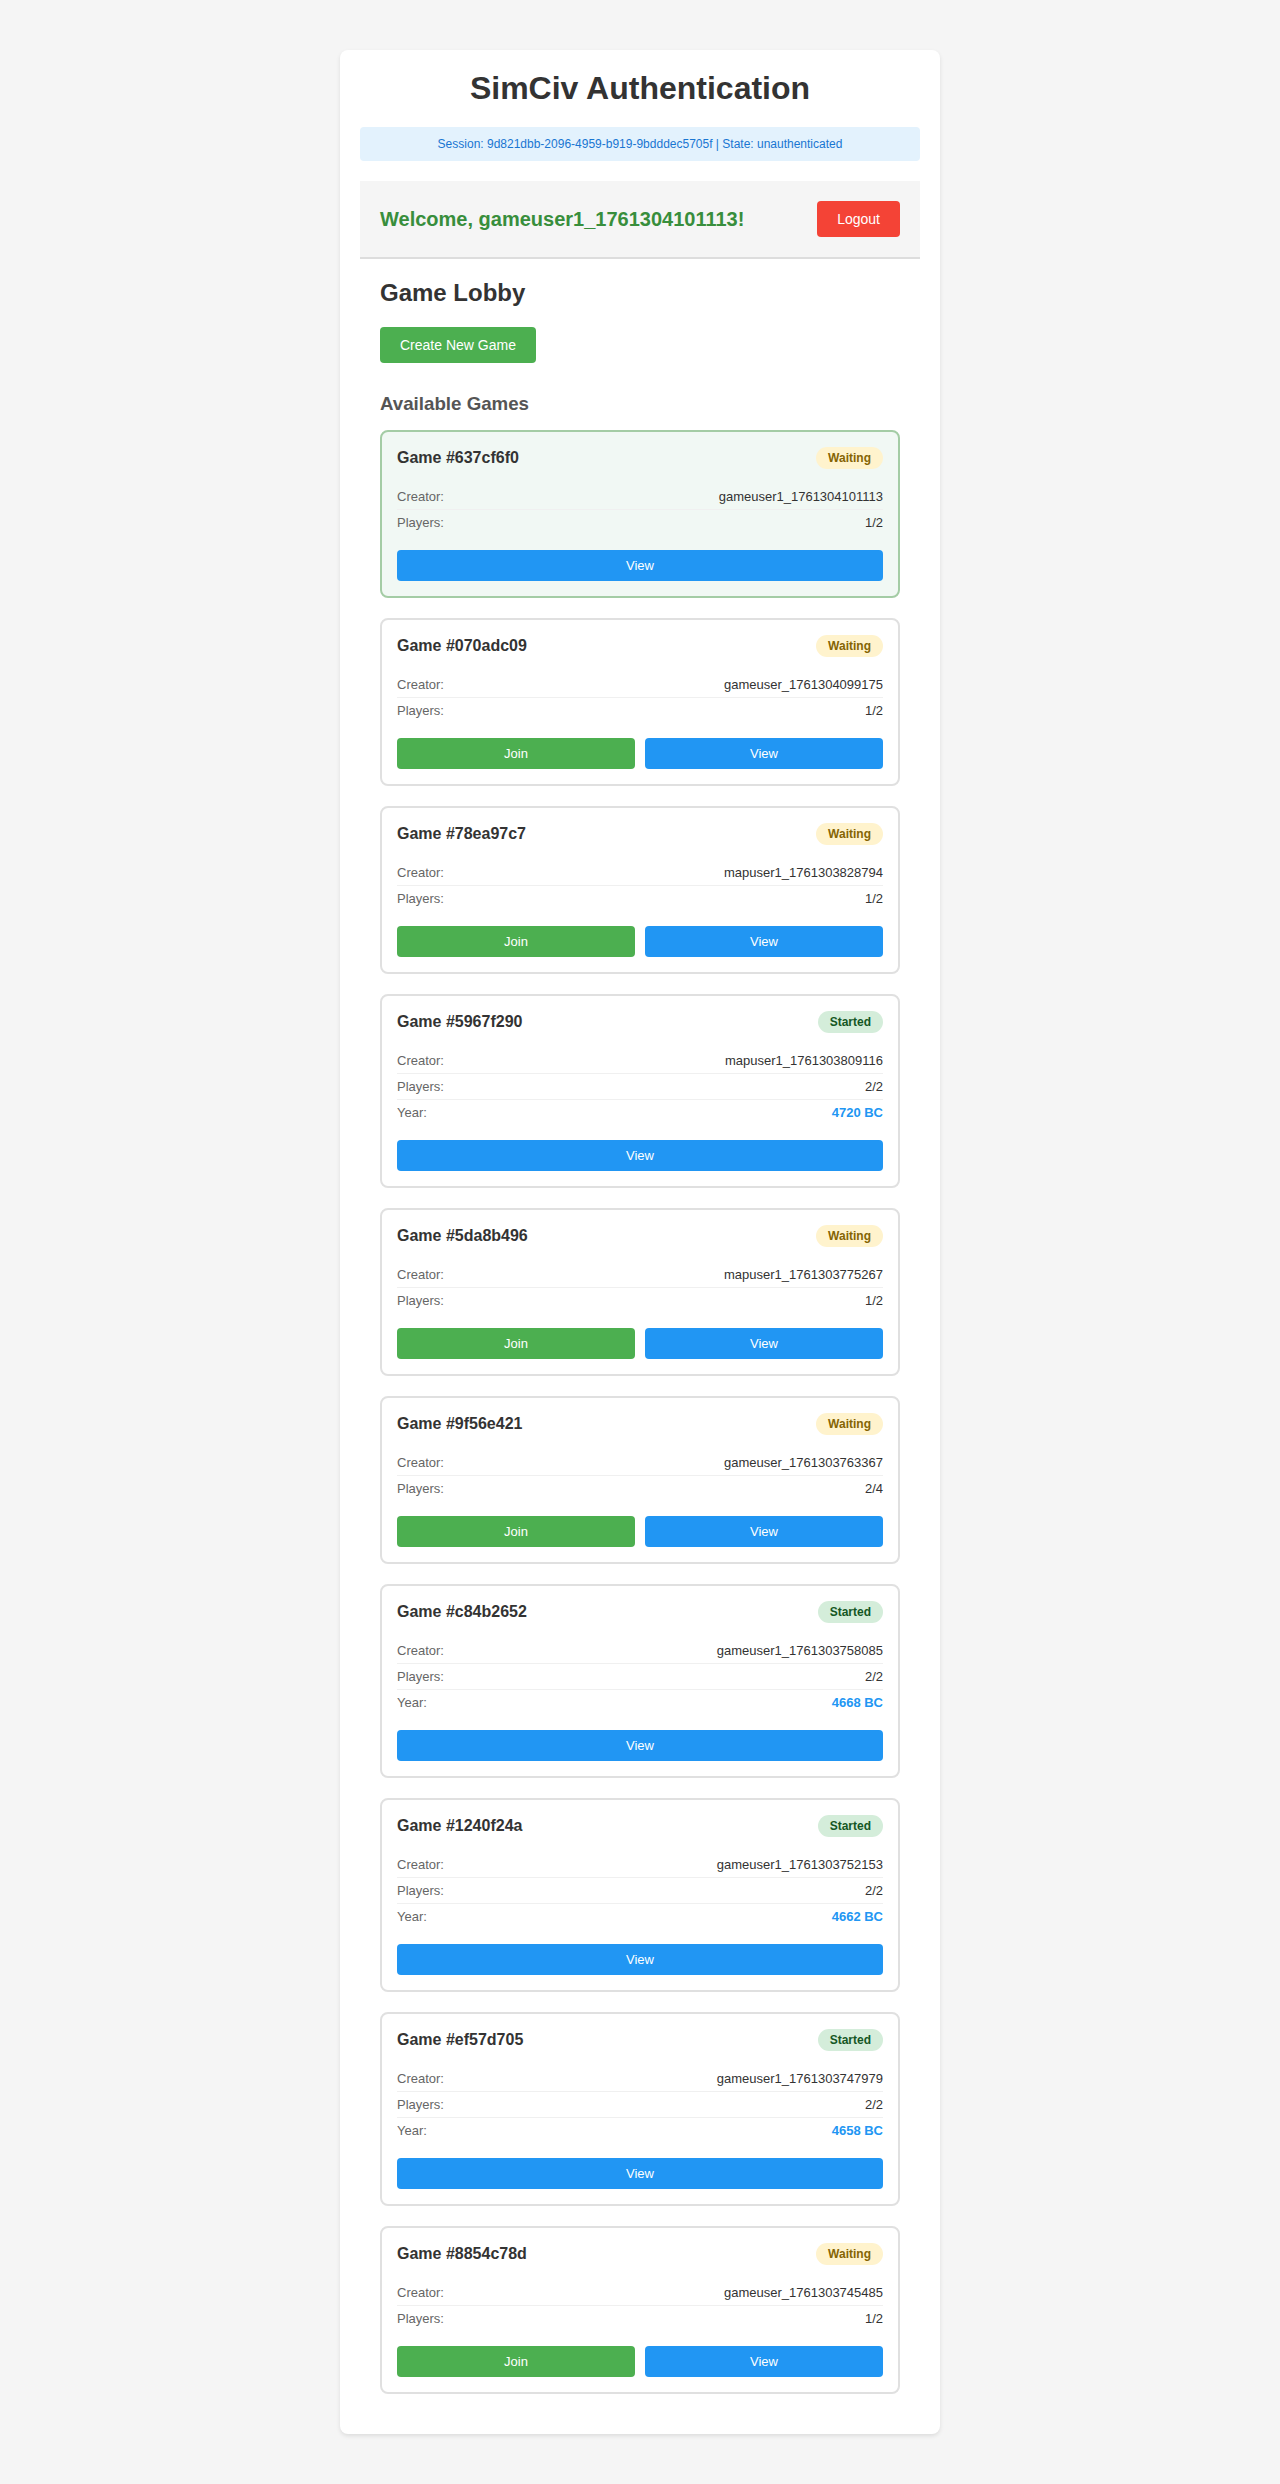 SimCiv Authentication
Session: 9d821dbb-2096-4959-b919-9bdddec5705f | State: unauthenticated
Welcome, gameuser1_1761304101113!
Logout
Game Lobby
Create New Game
Available Games
Game #637cf6f0 Waiting
Creator: gameuser1_1761304101113
Players: 1/2
View
Game #070adc09 Waiting
Creator: gameuser_1761304099175
Players: 1/2
Join View
Game #78ea97c7 Waiting
Creator: mapuser1_1761303828794
Players: 1/2
Join View
Game #5967f290 Started
Creator: mapuser1_1761303809116
Players: 2/2
Year: 4720 BC
View
Game #5da8b496 Waiting
Creator: mapuser1_1761303775267
Players: 1/2
Join View
Game #9f56e421 Waiting
Creator: gameuser_1761303763367
Players: 2/4
Join View
Game #c84b2652 Started
Creator: gameuser1_1761303758085
Players: 2/2
Year: 4668 BC
View
Game #1240f24a Started
Creator: gameuser1_1761303752153
Players: 2/2
Year: 4662 BC
View
Game #ef57d705 Started
Creator: gameuser1_1761303747979
Players: 2/2
Year: 4658 BC
View
Game #8854c78d Waiting
Creator: gameuser_1761303745485
Players: 1/2
Join View